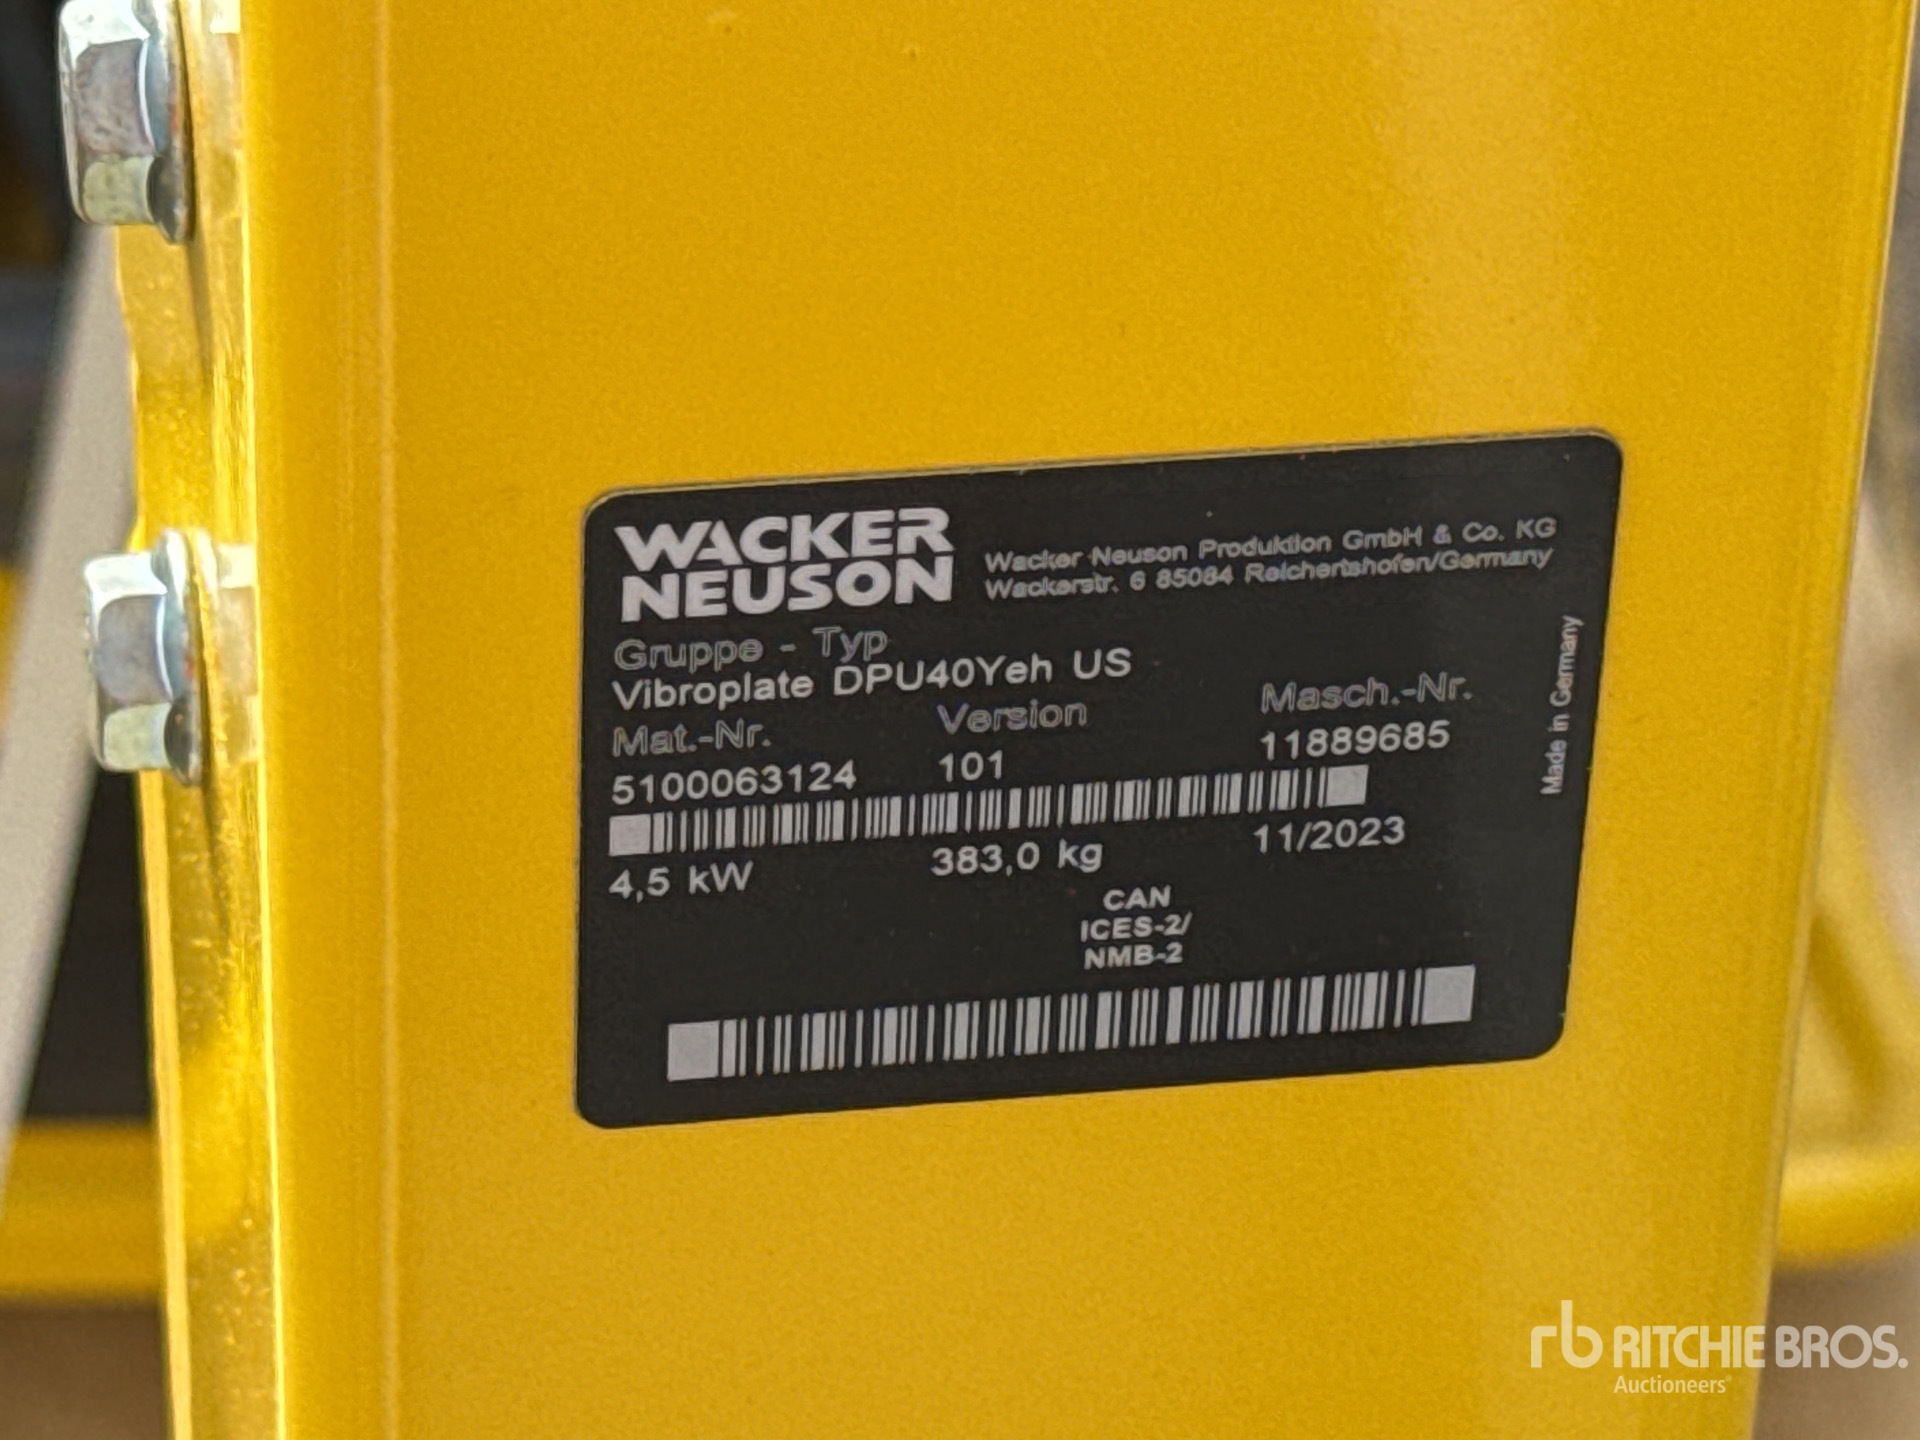 WACKER
NEUSON
Wacker Neuson Produktion GmbH & Co. KG
Wackerstr. 6 85084 Reichertshofen/Germany
Gruppe - Typ
Vibroplate DPU40Yeh US
Mat.-Nr. Version Masch.-Nr.
5100063124 101 11889685
4,5 kW 383,0 kg 11/2023
CAN
ICES-2/
NMB-2
Made in Germany
rb RITCHIE BROS.
Auctioneers